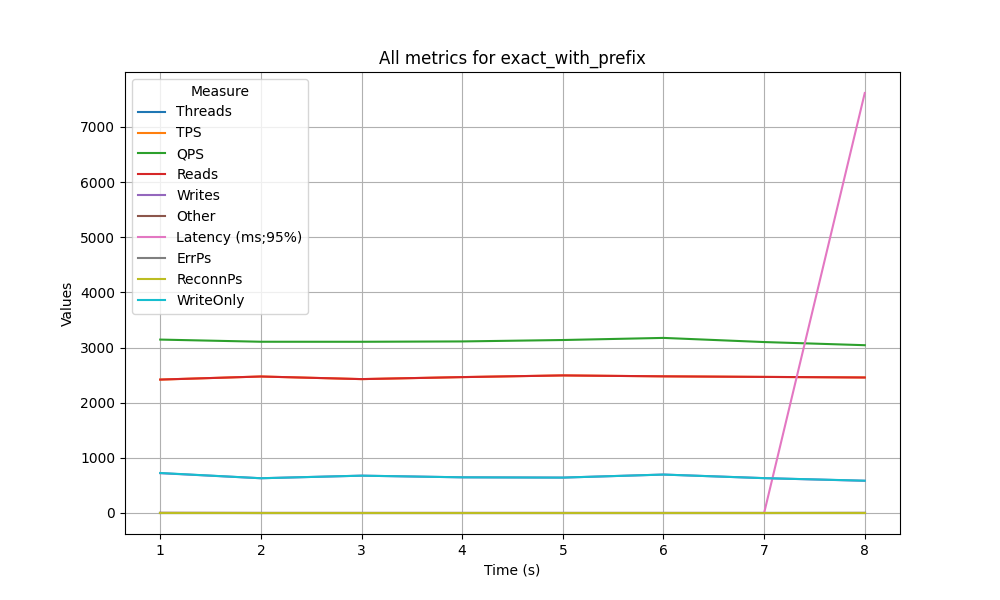 All metrics for exact_with_prefix
Measure
Threads
TPS
QPS
Reads
Writes
Other
Latency (ms;95%)
ErrPs
ReconnPs
WriteOnly
Values
7000
6000
5000
4000
3000
2000
1000
0
1 2 3 4 5 6 7 8
Time (s)